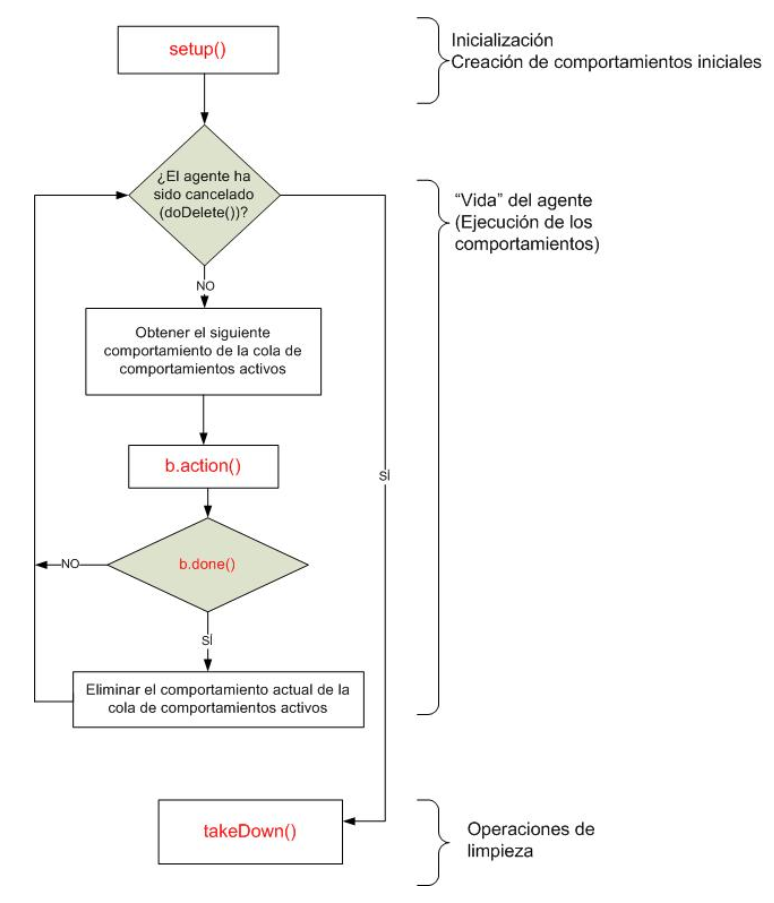 setup()
Inicialización
Creación de comportamientos iniciales
¿El agente ha
sido cancelado
(doDelete())?
“Vida” del agente
(Ejecución de los
comportamientos)
NO
Obtener el siguiente
comportamiento de la cola de
comportamientos activos
b.action()
SÍ
b.done()
NO
SÍ
Eliminar el comportamiento actual de la
cola de comportamientos activos
takeDown()
Operaciones de
limpieza